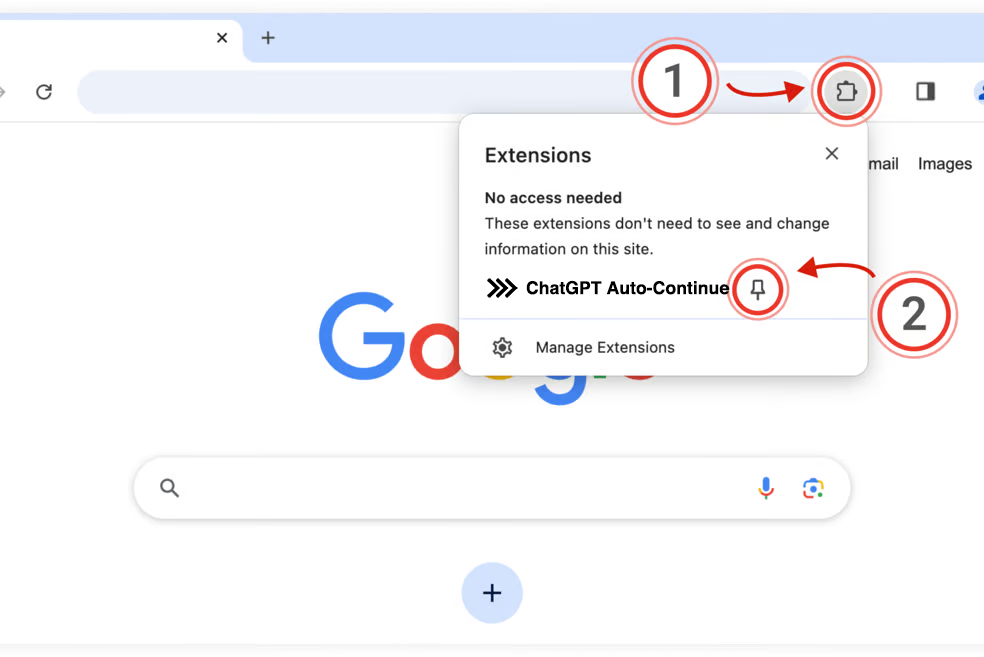 1
mail Images
Extensions
No access needed
These extensions don't need to see and change
information on this site.
ChatGPT Auto-Continue
2
Manage Extensions